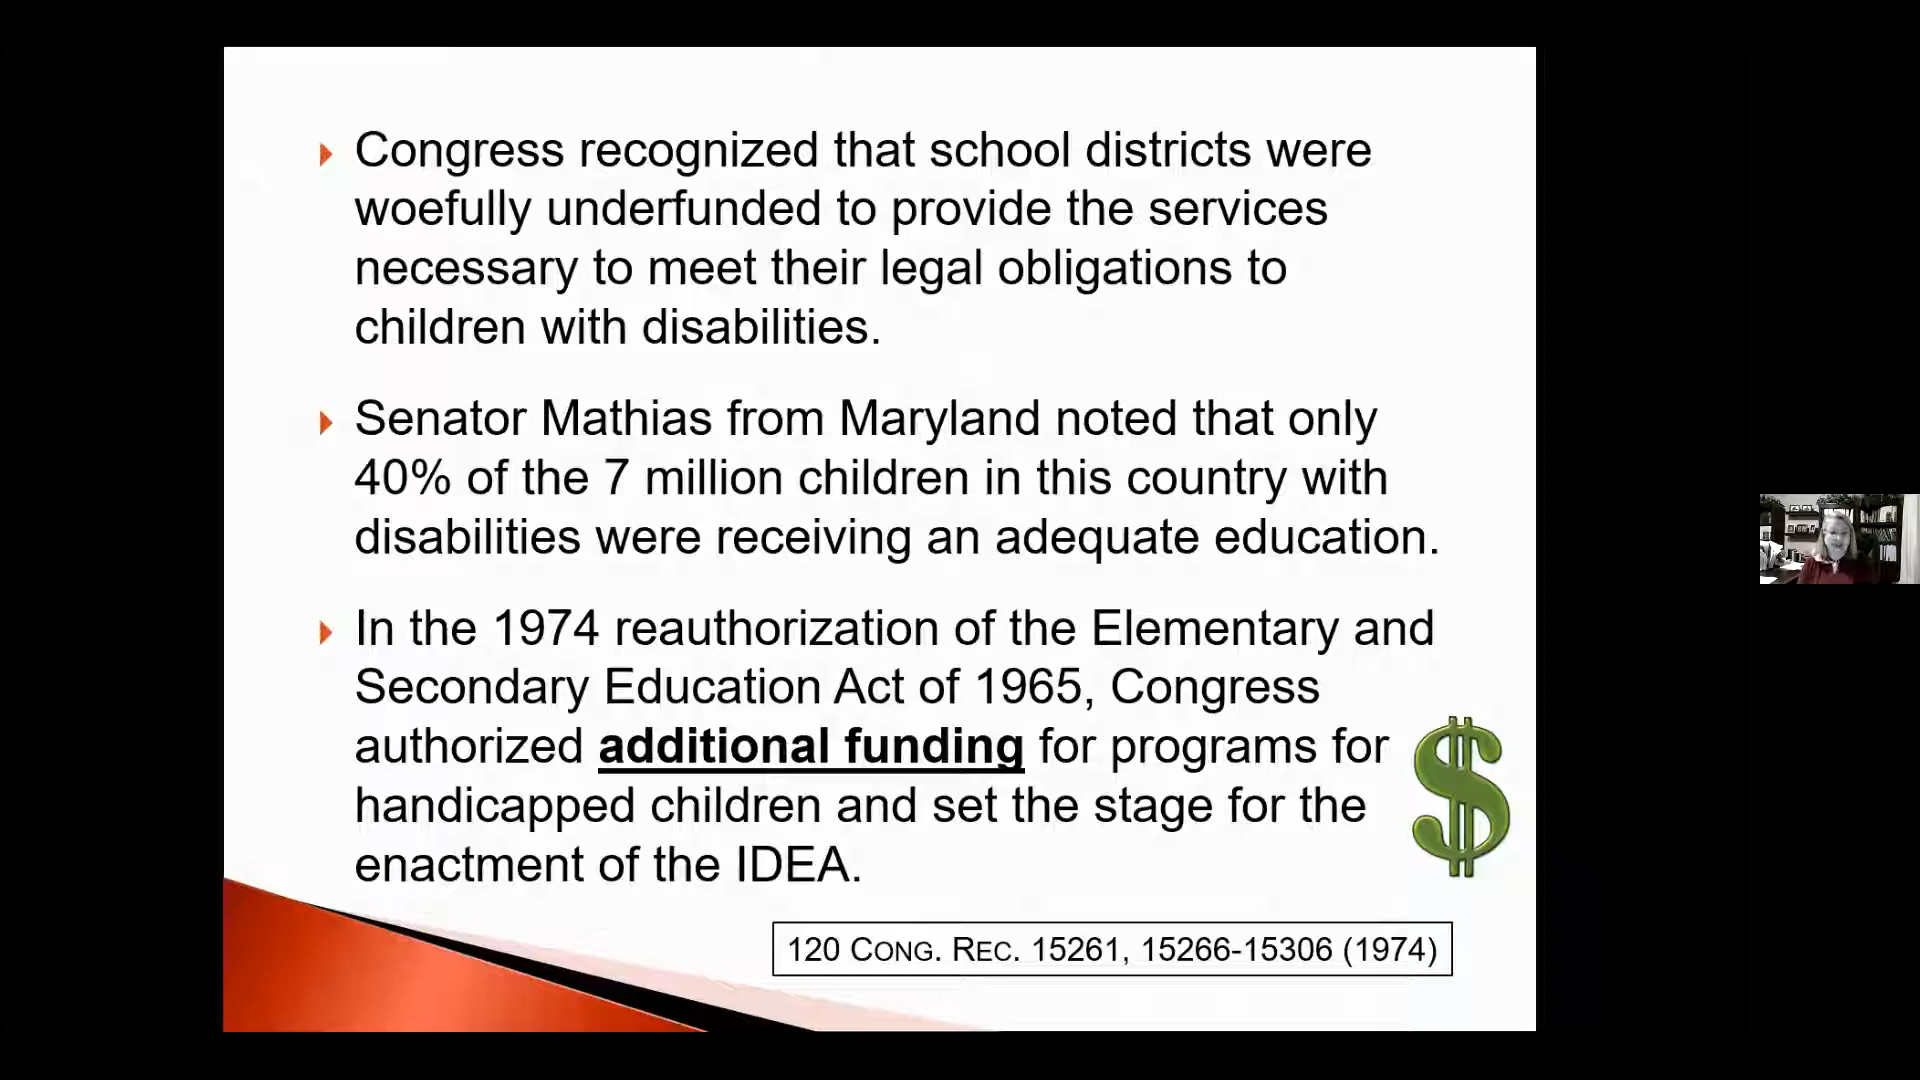 Congress recognized that school districts were
woefully underfunded to provide the services
necessary to meet their legal obligations to
children with disabilities.
Senator Mathias from Maryland noted that only
40% of the 7 million children in this country with
disabilities were receiving an adequate education.
In the 1974 reauthorization of the Elementary and
Secondary Education Act of 1965, Congress
authorized additional funding for programs for
handicapped children and set the stage for the
enactment of the IDEA.
$
120 CONG. REC. 15261, 15266-15306 (1974)